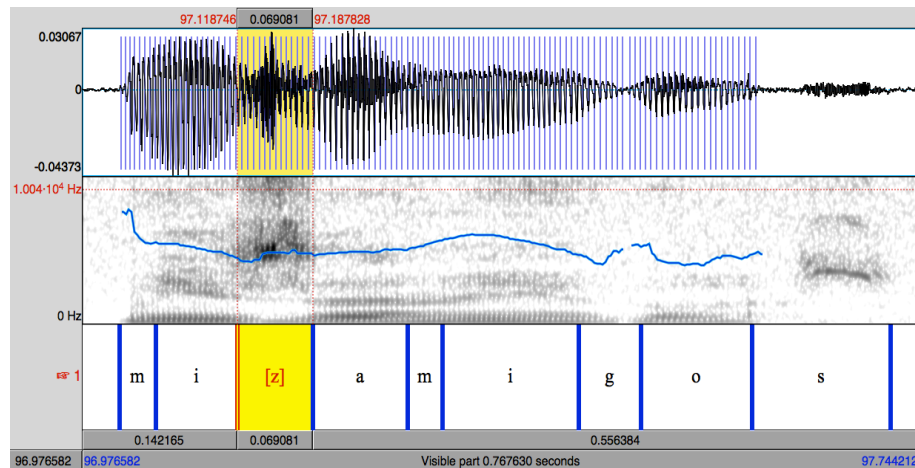 97.118746 0.069081 97.187828
0.03067
0
-0.04373
1.004·10⁴ Hz
0 Hz
☞ 1 m i [z] a m i g o s
0.142165 0.069081 0.556384
96.976582 96.976582 Visible part 0.767630 seconds 97.744212